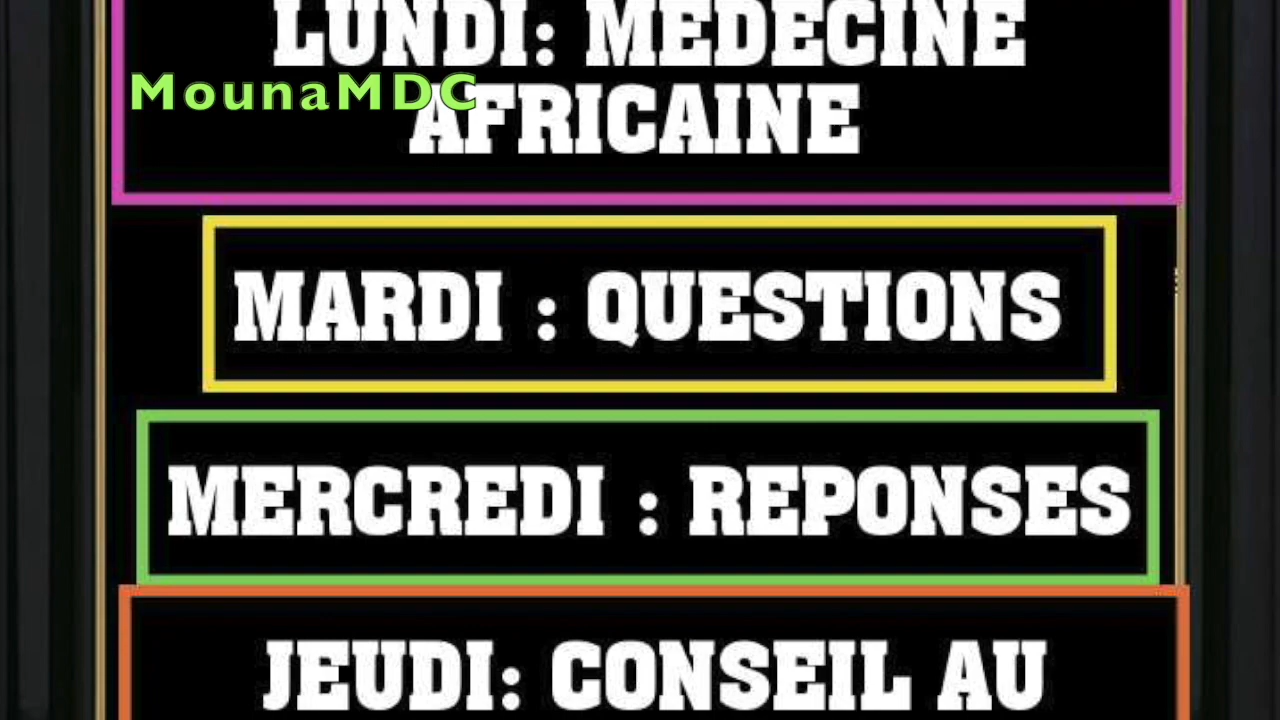 LUNDI: MEDECINE
MounaMDC
AFRICAINE
MARDI : QUESTIONS
MERCREDI : REPONSES
JEUDI: CONSEIL AU